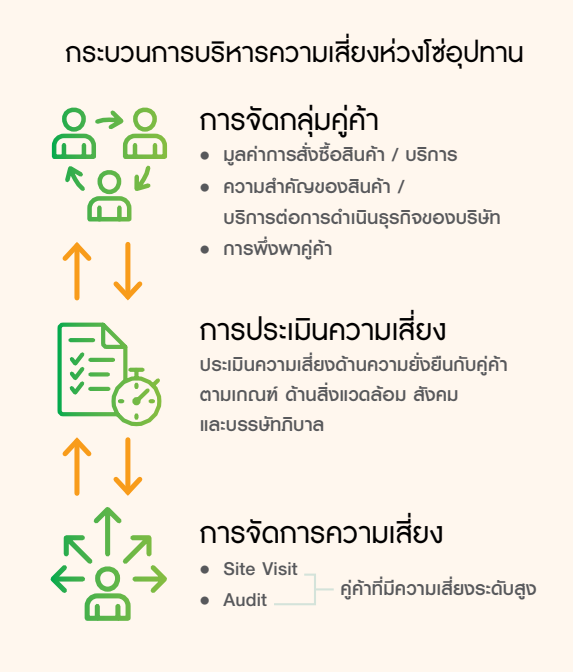 กระบวนการบริหารความเสี่ยงห่วงโซ่อุปทาน
การจัดกลุ่มคู่ค้า
• มูลค่าการสั่งซื้อสินค้า / บริการ
• ความสำคัญของสินค้า /
บริการต่อการดำเนินธุรกิจของบริษัท
• การพึ่งพาคู่ค้า
การประเมินความเสี่ยง
ประเมินความเสี่ยงด้านความยั่งยืนกับคู่ค้า
ตามเกณฑ์ ด้านสิ่งแวดล้อม สังคม
และบรรษัทภิบาล
การจัดการความเสี่ยง
• Site Visit
• Audit
คู่ค้าที่มีความเสี่ยงระดับสูง